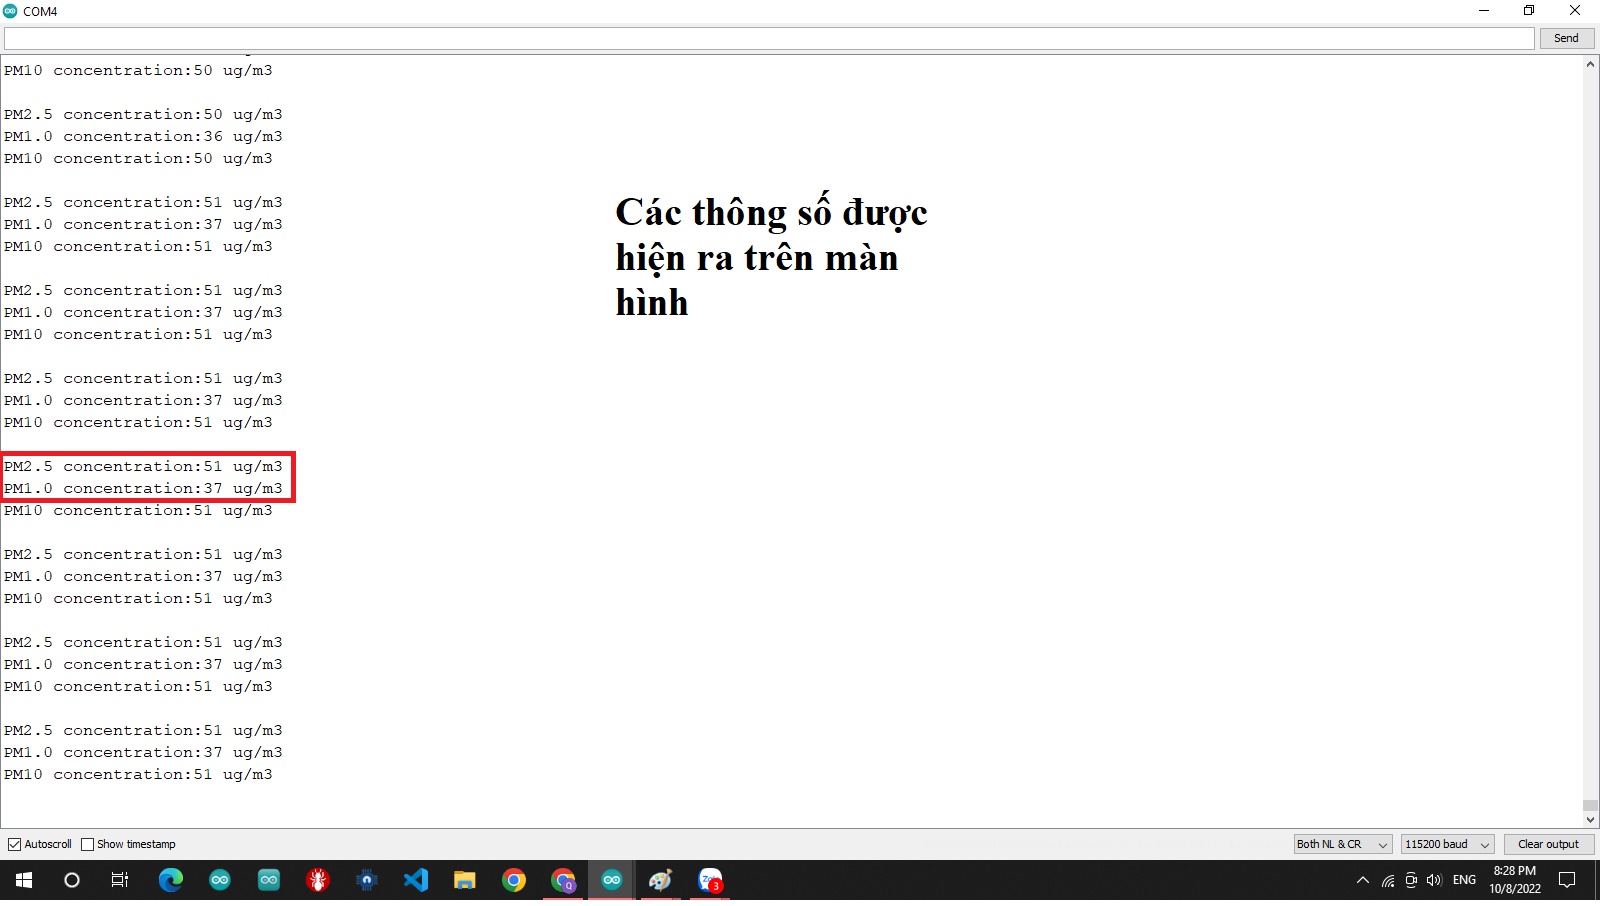 COM4
Send
PM10 concentration:50 ug/m3
PM2.5 concentration:50 ug/m3
PM1.0 concentration:36 ug/m3
PM10 concentration:50 ug/m3
PM2.5 concentration:51 ug/m3
PM1.0 concentration:37 ug/m3
PM10 concentration:51 ug/m3
PM2.5 concentration:51 ug/m3
PM1.0 concentration:37 ug/m3
PM10 concentration:51 ug/m3
PM2.5 concentration:51 ug/m3
PM1.0 concentration:37 ug/m3
PM10 concentration:51 ug/m3
PM2.5 concentration:51 ug/m3
PM1.0 concentration:37 ug/m3
PM10 concentration:51 ug/m3
PM2.5 concentration:51 ug/m3
PM1.0 concentration:37 ug/m3
PM10 concentration:51 ug/m3
PM2.5 concentration:51 ug/m3
PM1.0 concentration:37 ug/m3
PM10 concentration:51 ug/m3
PM2.5 concentration:51 ug/m3
PM1.0 concentration:37 ug/m3
PM10 concentration:51 ug/m3
Các thông số được
hiện ra trên màn
hình
Autoscroll Show timestamp Both NL & CR 115200 baud Clear output
Q
3
ENG
8:28 PM
10/8/2022